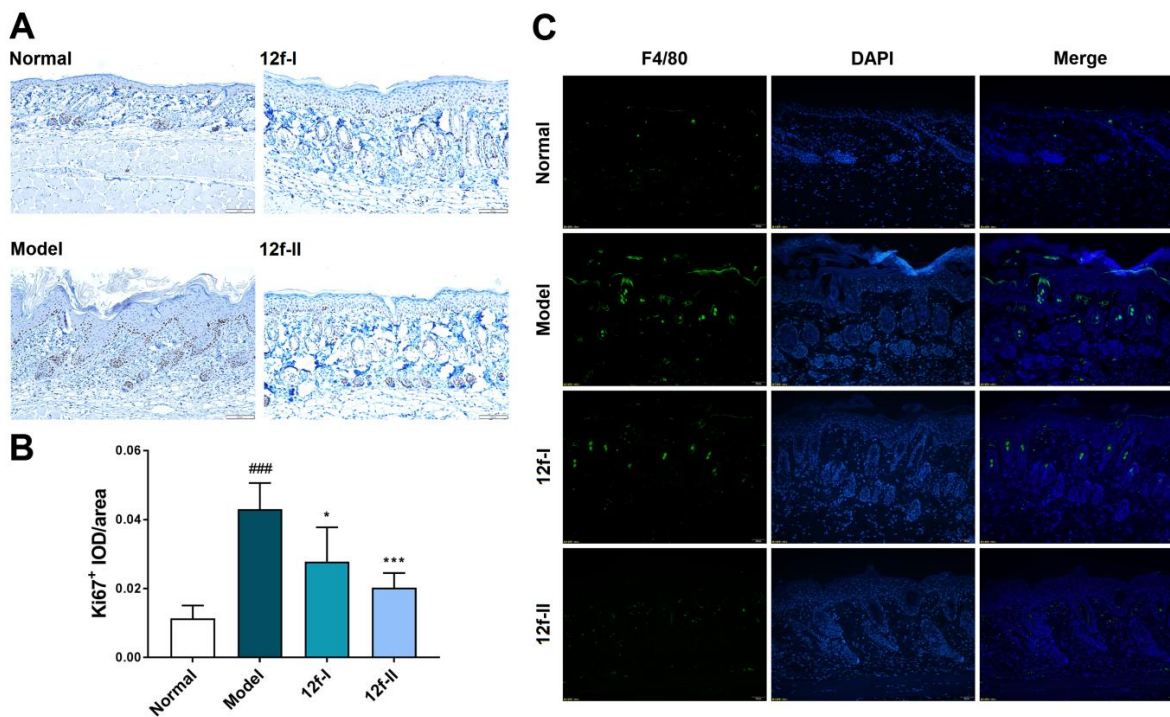 A
Normal
12f-I
Model
12f-II
B
Ki67+ IOD/area
0.06
0.04
0.02
0.00
###
*
***
Normal
Model
12f-I
12f-II
C
F4/80
DAPI
Merge
Normal
Model
12f-I
12f-II